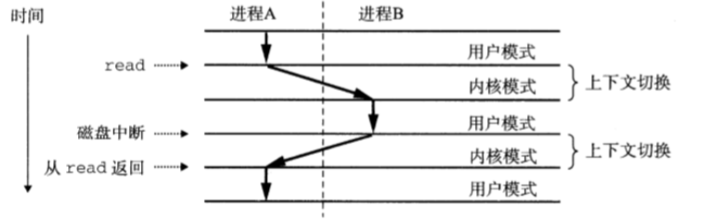 时间
进程A 进程B
用户模式
read
内核模式
上下文切换
用户模式
磁盘中断
内核模式
上下文切换
从 read 返回
用户模式